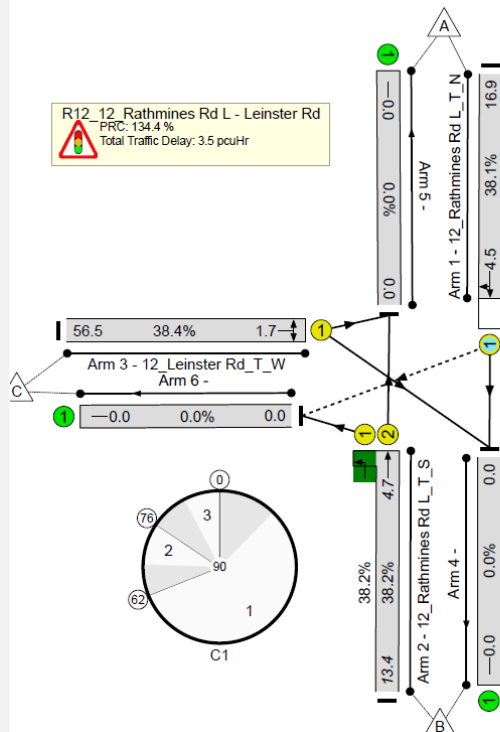 A
R12_12_Rathmines Rd L - Leinster Rd
PRC: 134.4 %
Total Traffic Delay: 3.5 pcuHr
1
0.0
0.0%
0.0
Arm 5 -
Arm 1 - 12_Rathmines Rd L_T_N
16.9
38.1%
4.5
56.5 38.4% 1.7
1
1
Arm 3 - 12_Leinster Rd_T_W
Arm 6 -
C
1
0.0 0.0% 0.0
1
2
38.2%
4.7
38.2%
13.4
Arm 2 - 12_Rathmines Rd L_T_S
Arm 4 -
0.0
0.0%
0.0
1
B
0
76
3
2
90
62
1
C1